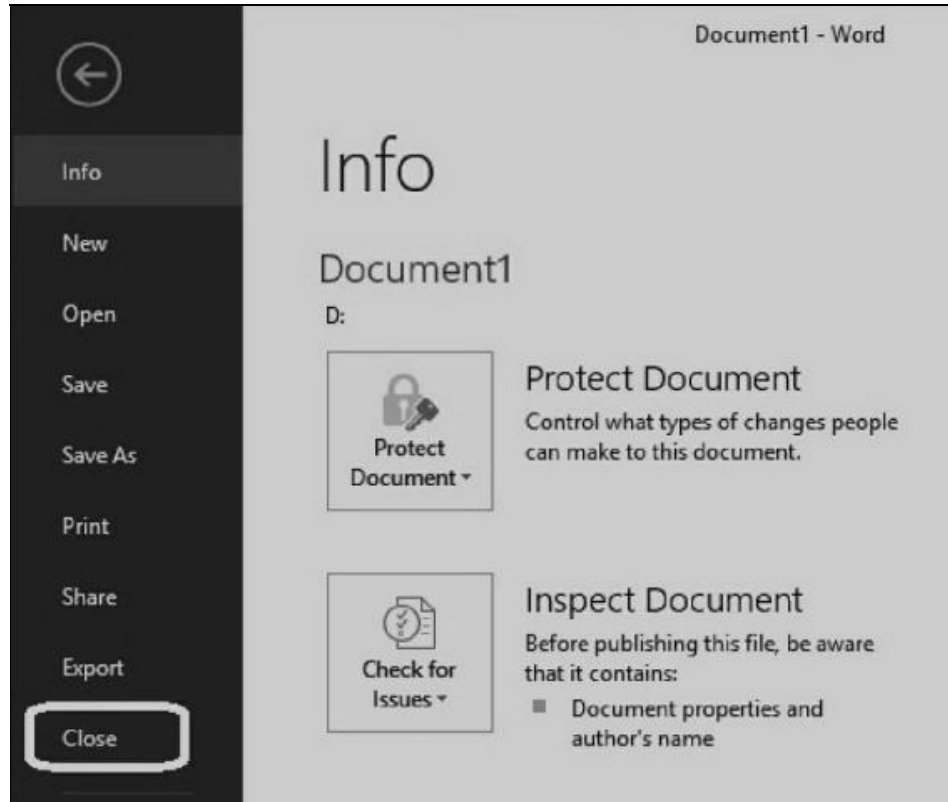 Document1 - Word
Info
New
Open
Save
Save As
Print
Share
Export
Close
Info
Document1
D:
Protect
Document
Protect Document
Control what types of changes people
can make to this document.
Check for
Issues
Inspect Document
Before publishing this file, be aware
that it contains:
Document properties and
author's name